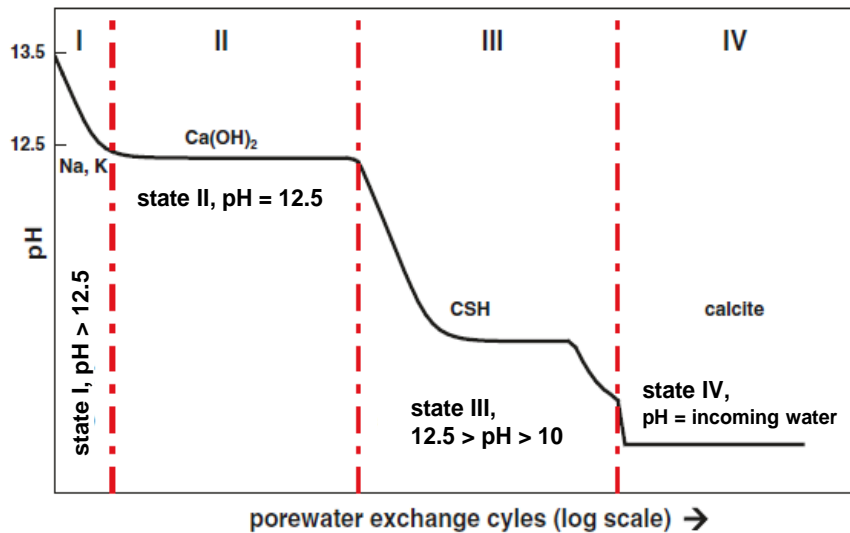 I
II
III
IV
13.5
12.5
pH
Na, K
Ca(OH)₂
state I, pH > 12.5
state II, pH = 12.5
CSH
state III,
12.5 > pH > 10
calcite
state IV,
pH = incoming water
porewater exchange cyles (log scale) →